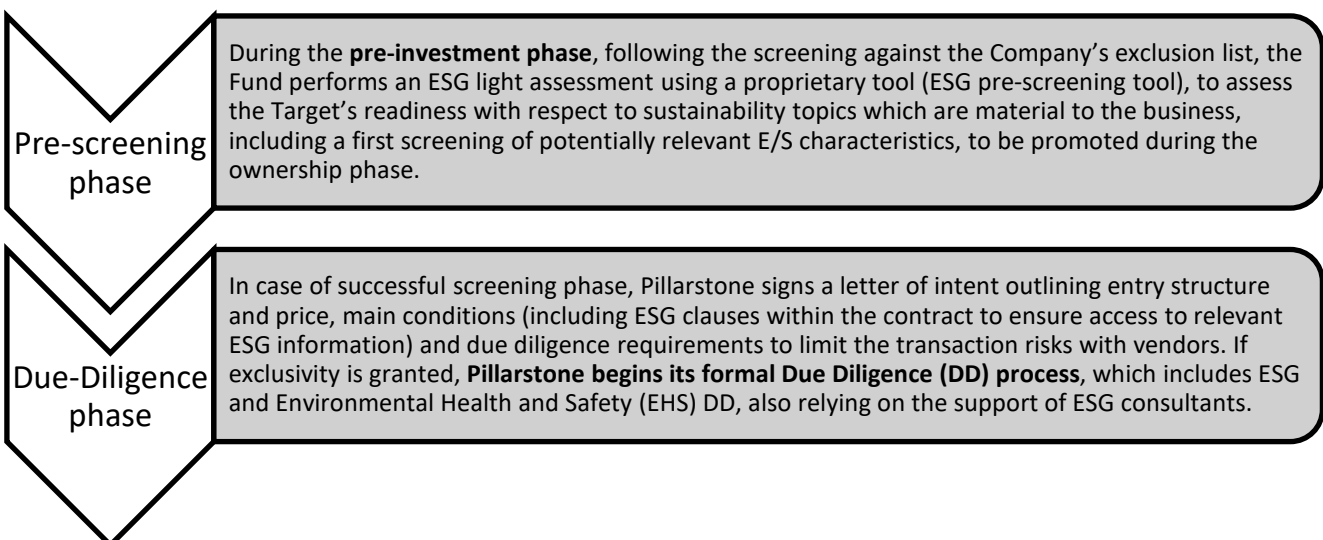 Pre-screening
phase
During the pre-investment phase, following the screening against the Company’s exclusion list, the
Fund performs an ESG light assessment using a proprietary tool (ESG pre-screening tool), to assess
the Target’s readiness with respect to sustainability topics which are material to the business,
including a first screening of potentially relevant E/S characteristics, to be promoted during the
ownership phase.
Due-Diligence
phase
In case of successful screening phase, Pillarstone signs a letter of intent outlining entry structure
and price, main conditions (including ESG clauses within the contract to ensure access to relevant
ESG information) and due diligence requirements to limit the transaction risks with vendors. If
exclusivity is granted, Pillarstone begins its formal Due Diligence (DD) process, which includes ESG
and Environmental Health and Safety (EHS) DD, also relying on the support of ESG consultants.